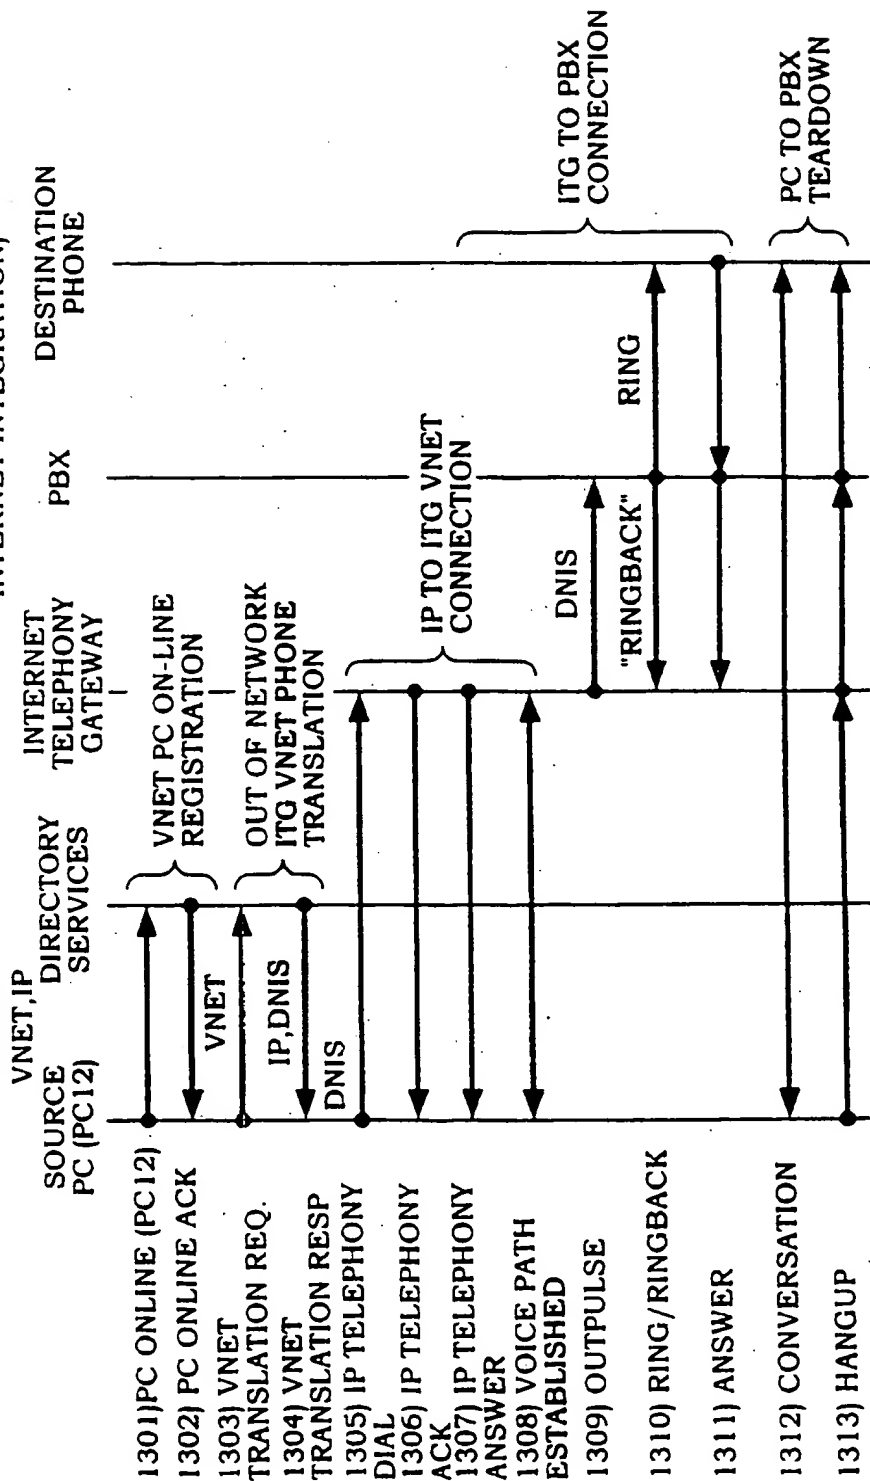 INTERNET INTEGRATION)
VNET,IP
SOURCE
PC (PC12)
DIRECTORY
SERVICES
INTERNET
TELEPHONY
GATEWAY
PBX
DESTINATION
PHONE
1301)PC ONLINE (PC12)
1302) PC ONLINE ACK
VNET PC ON-LINE
REGISTRATION
1303) VNET
TRANSLATION REQ.
VNET
1304) VNET
TRANSLATION RESP
IP,DNIS
OUT OF NETWORK
ITG VNET PHONE
TRANSLATION
1305) IP TELEPHONY
DIAL
DNIS
1306) IP TELEPHONY
ACK
1307) IP TELEPHONY
ANSWER
1308) VOICE PATH
ESTABLISHED
IP TO ITG VNET
CONNECTION
1309) OUTPULSE
DNIS
1310) RING/RINGBACK
"RINGBACK"
RING
1311) ANSWER
ITG TO PBX
CONNECTION
1312) CONVERSATION
1313) HANGUP
PC TO PBX
TEARDOWN